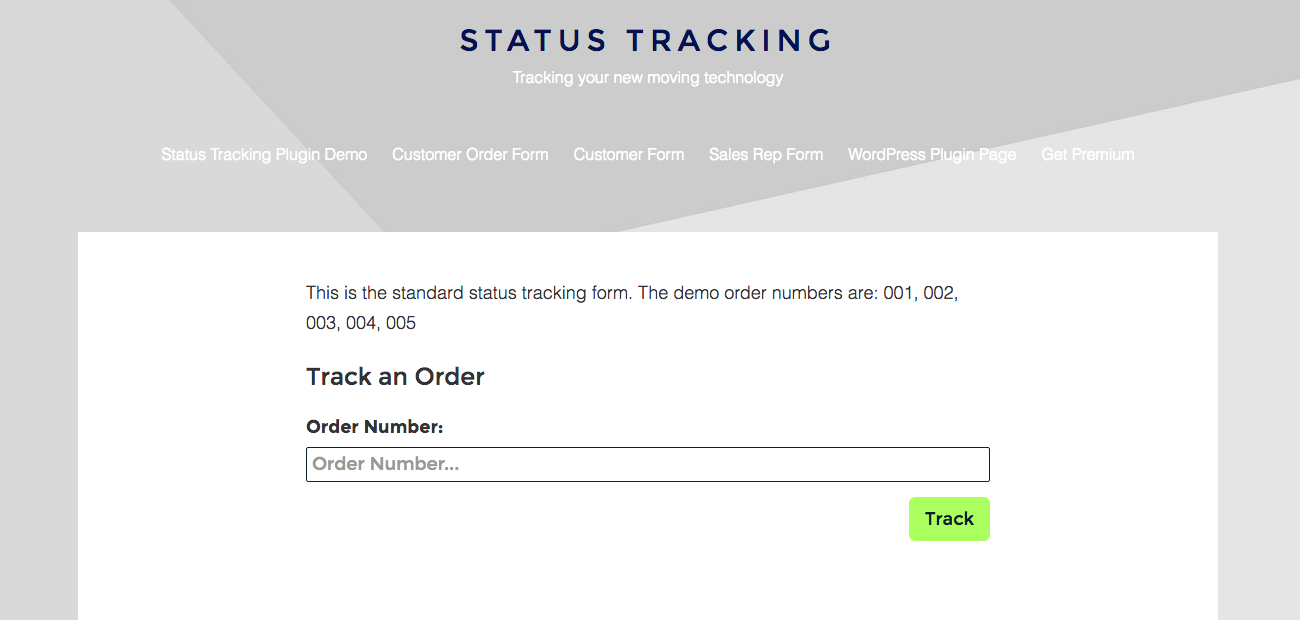 STATUS TRACKING
Tracking your new moving technology
Status Tracking Plugin Demo Customer Order Form Customer Form Sales Rep Form WordPress Plugin Page Get Premium
This is the standard status tracking form. The demo order numbers are: 001, 002,
003, 004, 005
Track an Order
Order Number:
Order Number...
Track